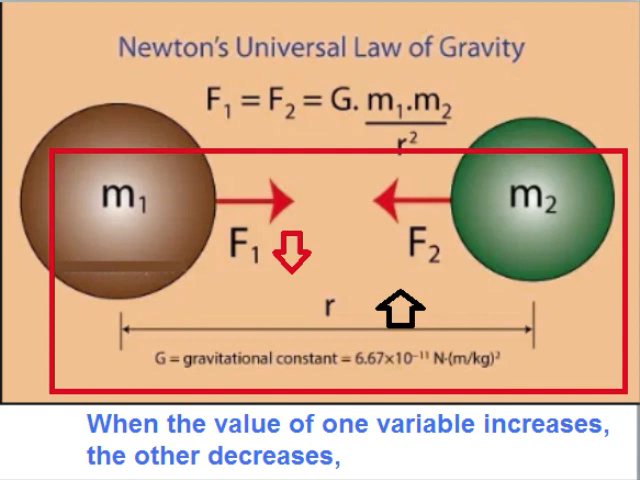 Newton's Universal Law of Gravity
F₁ = F₂ = G. m₁.m₂
r²
m₁
m₂
F₁
F₂
r
G = gravitational constant = 6.67×10⁻¹¹ N·(m/kg)²
When the value of one variable increases,
the other decreases,